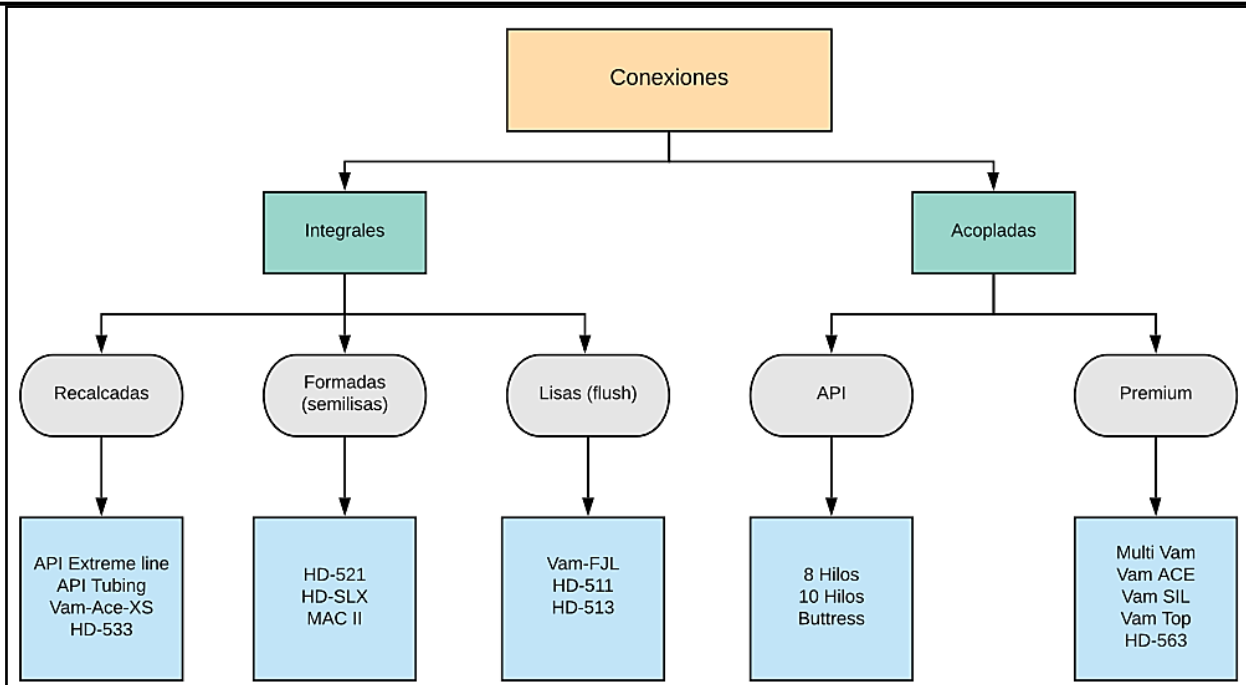 Conexiones
Integrales
Acopladas
Recalcadas
Formadas
(semilisas)
Lisas (flush)
API
Premium
API Extreme line
API Tubing
Vam-Ace-XS
HD-533
HD-521
HD-SLX
MAC II
Vam-FJL
HD-511
HD-513
8 Hilos
10 Hilos
Buttress
Multi Vam
Vam ACE
Vam SIL
Vam Top
HD-563